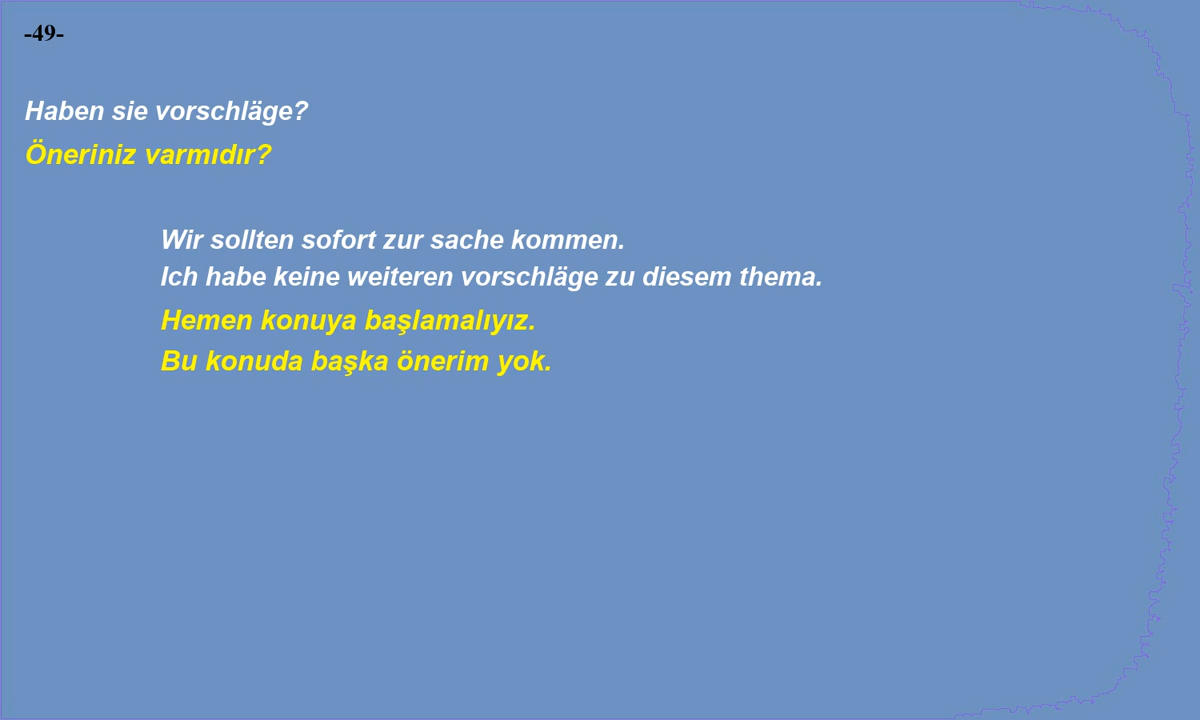 -49-
Haben sie vorschläge?
Öneriniz varmıdır?
Wir sollten sofort zur sache kommen.
Ich habe keine weiteren vorschläge zu diesem thema.
Hemen konuya başlamalıyız.
Bu konuda başka önerim yok.